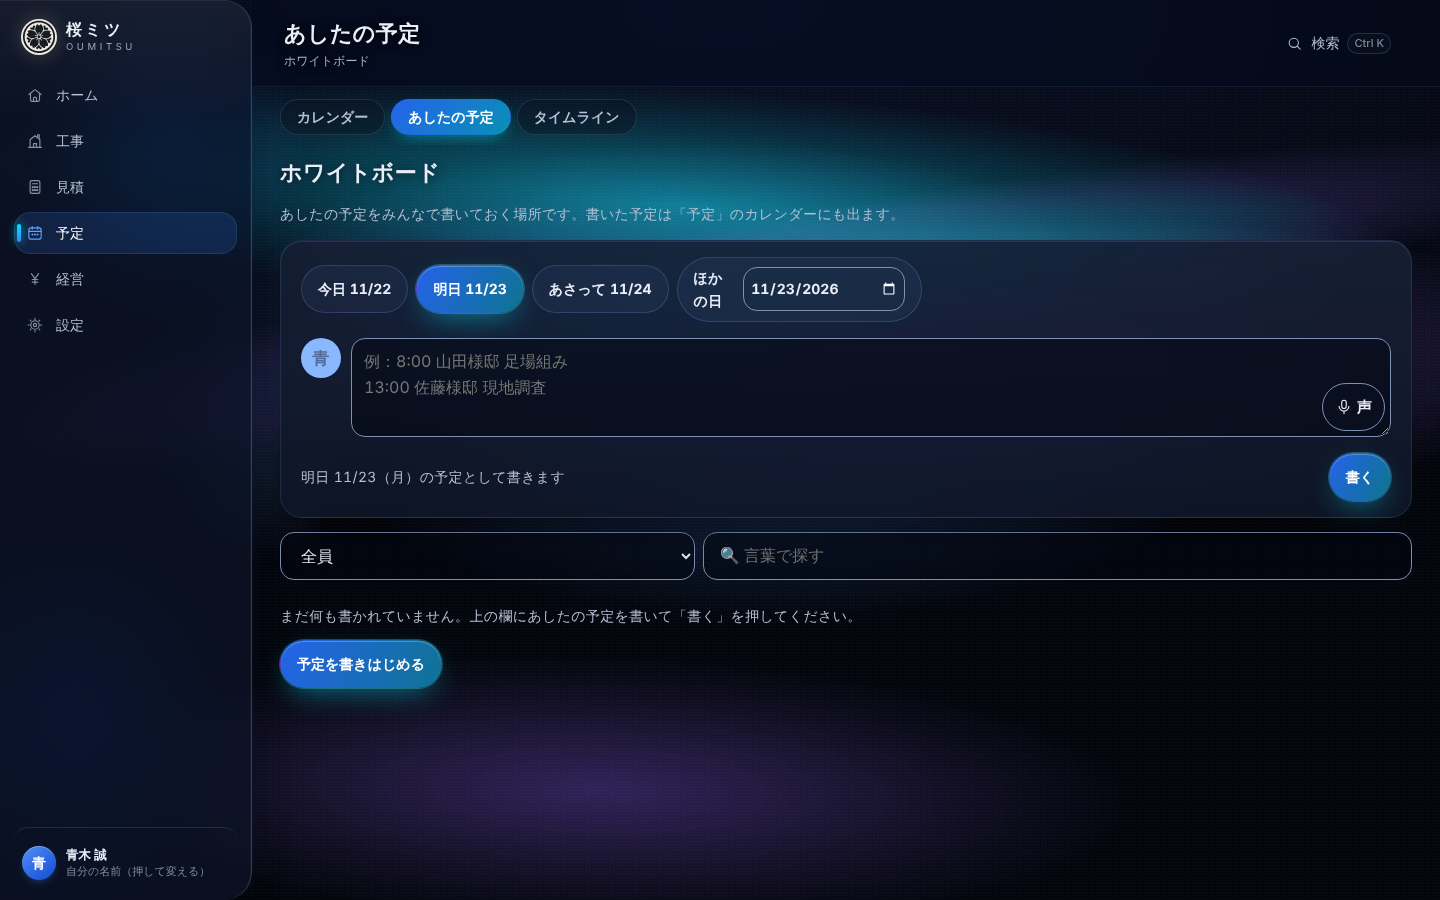 桜ミツ
OUMITSU
ホーム
工事
見積
予定
経営
設定
青
青木 誠
自分の名前（押して変える）
あしたの予定
ホワイトボード
検索 Ctrl K
カレンダー あしたの予定 タイムライン
ホワイトボード
あしたの予定をみんなで書いておく場所です。書いた予定は「予定」のカレンダーにも出ます。
今日 11/22 明日 11/23 あさって 11/24
ほか
の日
11/23/2026
青
例：8:00 山田様邸 足場組み
13:00 佐藤様邸 現地調査
声
明日 11/23（月）の予定として書きます
書く
全員
言葉で探す
まだ何も書かれていません。上の欄にあしたの予定を書いて「書く」を押してください。
予定を書きはじめる